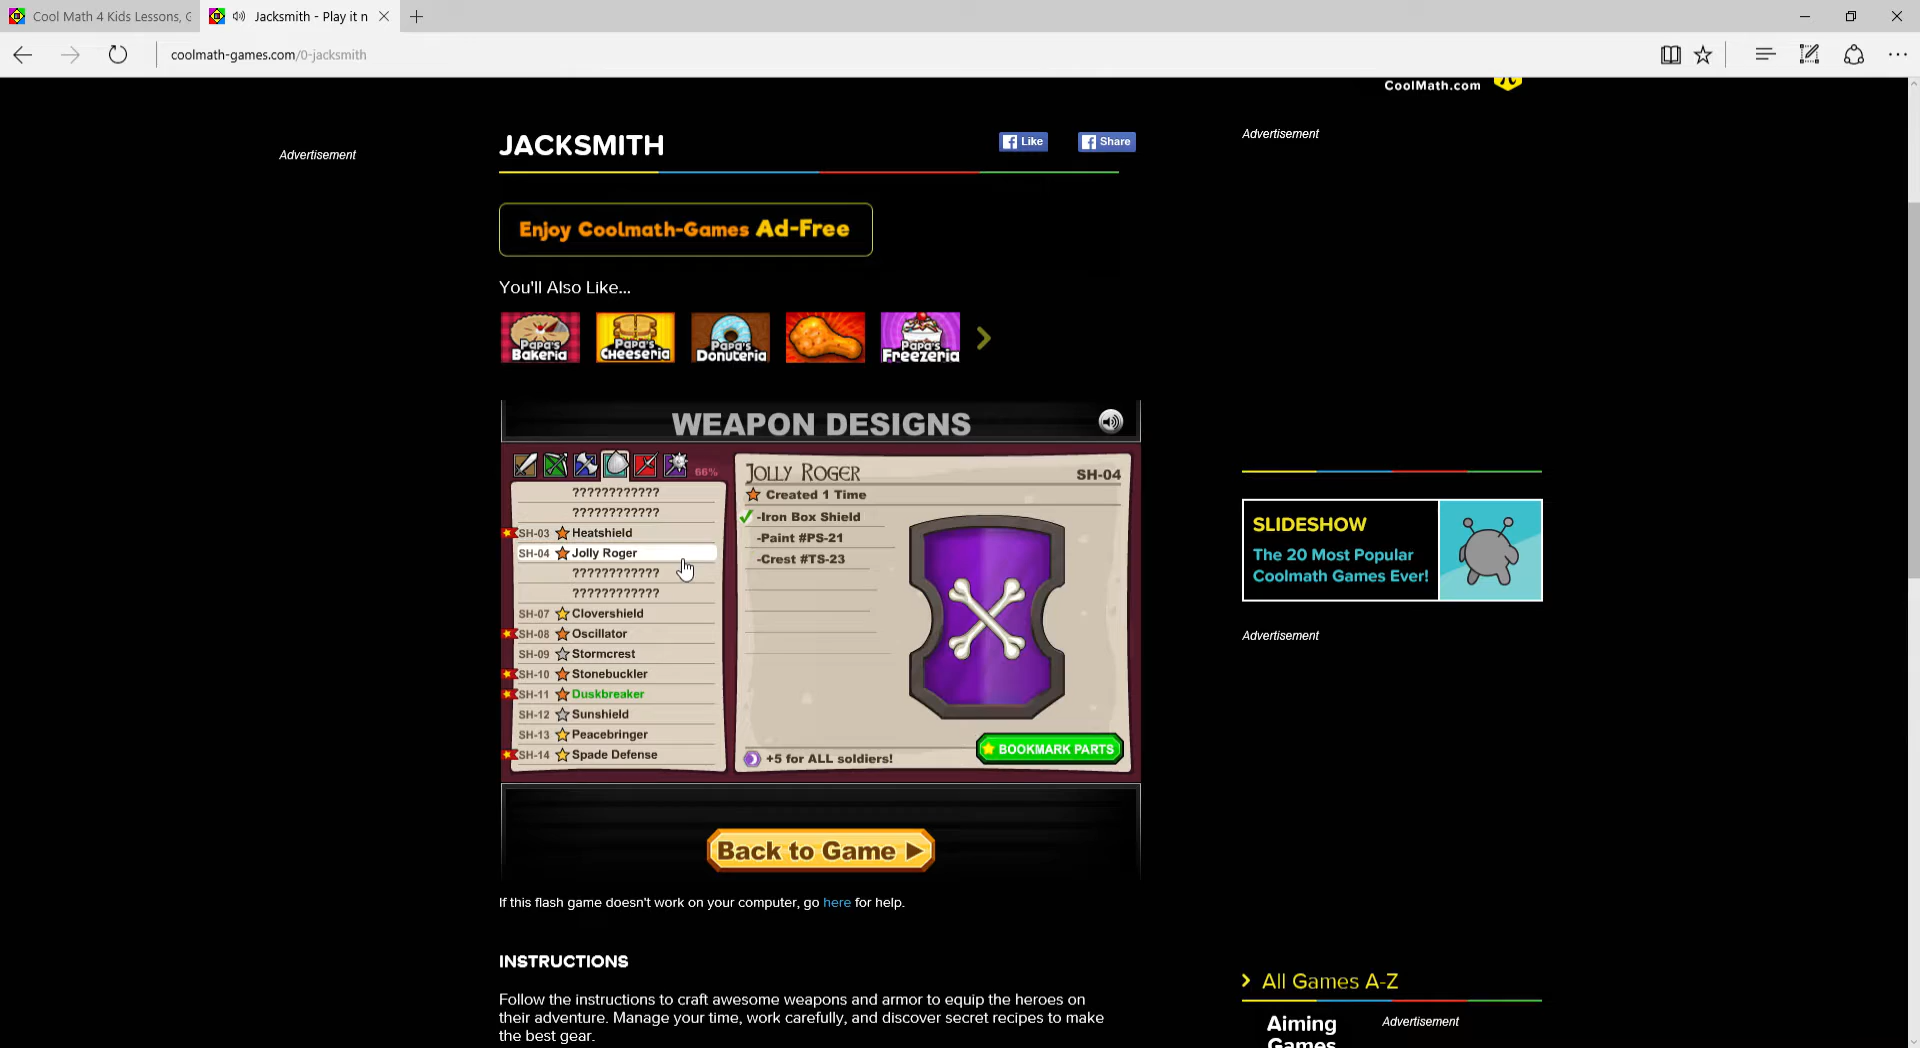 Cool Math 4 Kids Lessons, G
Jacksmith - Play it n
coolmath-games.com/0-jacksmith
CoolMath.com
Advertisement
JACKSMITH
Like
Share
Advertisement
Enjoy Coolmath-Games Ad-Free
You'll Also Like...
Papa's Bakeria
Papa's Cheeseria
Papa's Donuteria
Papa's Freezeria
WEAPON DESIGNS
66%
????????????
????????????
SH-03 Heatshield
SH-04 Jolly Roger
????????????
????????????
SH-07 Clovershield
SH-08 Oscillator
SH-09 Stormcrest
SH-10 Stonebuckler
SH-11 Duskbreaker
SH-12 Sunshield
SH-13 Peacebringer
SH-14 Spade Defense
JOLLY ROGER SH-04
Created 1 Time
-Iron Box Shield
-Paint #PS-21
-Crest #TS-23
+5 for ALL soldiers!
BOOKMARK PARTS
Back to Game
If this flash game doesn't work on your computer, go here for help.
INSTRUCTIONS
Follow the instructions to craft awesome weapons and armor to equip the heroes on
their adventure. Manage your time, work carefully, and discover secret recipes to make
the best gear.
SLIDESHOW
The 20 Most Popular
Coolmath Games Ever!
Advertisement
All Games A-Z
Aiming
Games
Advertisement